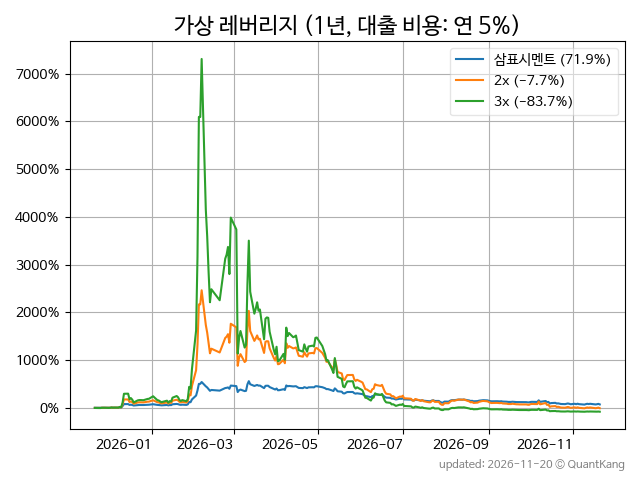 가상 레버리지 (1년, 대출 비용: 연 5%)
삼표시멘트 (71.9%)
2x (-7.7%)
3x (-83.7%)
7000%
6000%
5000%
4000%
3000%
2000%
1000%
0%
2026-01 2026-03 2026-05 2026-07 2026-09 2026-11
updated: 2026-11-20 @ QuantKang